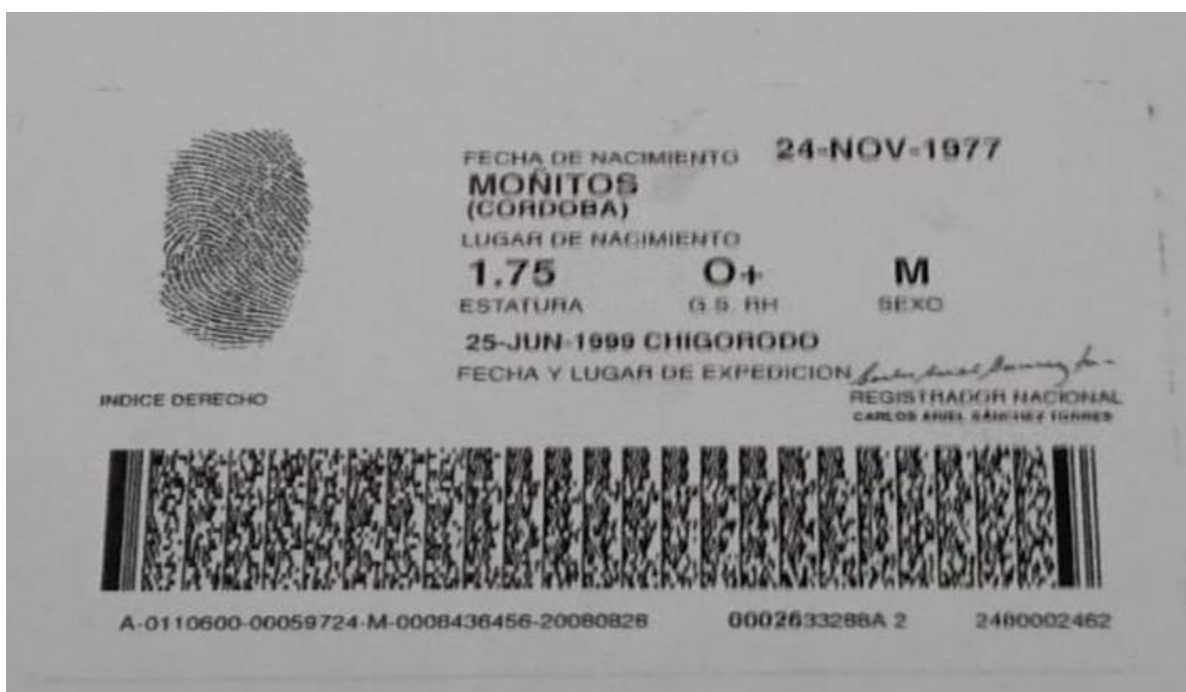 FECHA DE NACIMIENTO 24-NOV-1977
MOÑITOS
(CORDOBA)
LUGAR DE NACIMIENTO
1.75 O+ M
ESTATURA G.S. RH SEXO
25-JUN-1999 CHIGORODO
FECHA Y LUGAR DE EXPEDICION
INDICE DERECHO
REGISTRADOR NACIONAL
CARLOS ARIEL SÁNCHEZ TORRES
A-0110600-00059724-M-0008436456-20080828 0002633288A 2 2480002462